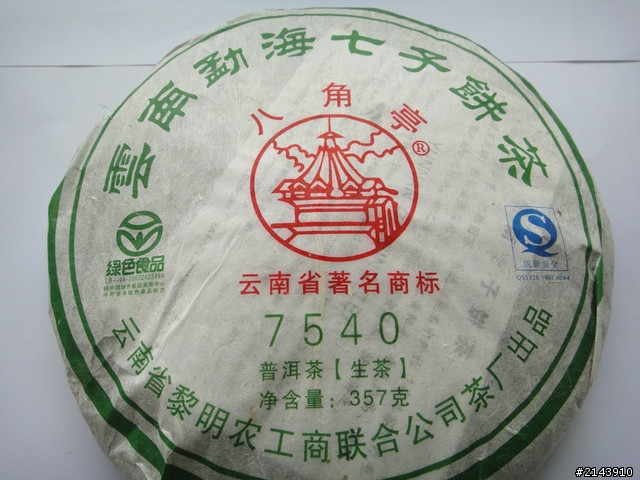 雲南勐海七子餅茶
八角亭®
云南省著名商标
绿色食品
QS
7540
普洱茶【生茶】
净含量：357克
云南省黎明农工商联合公司茶厂出品
#2143910